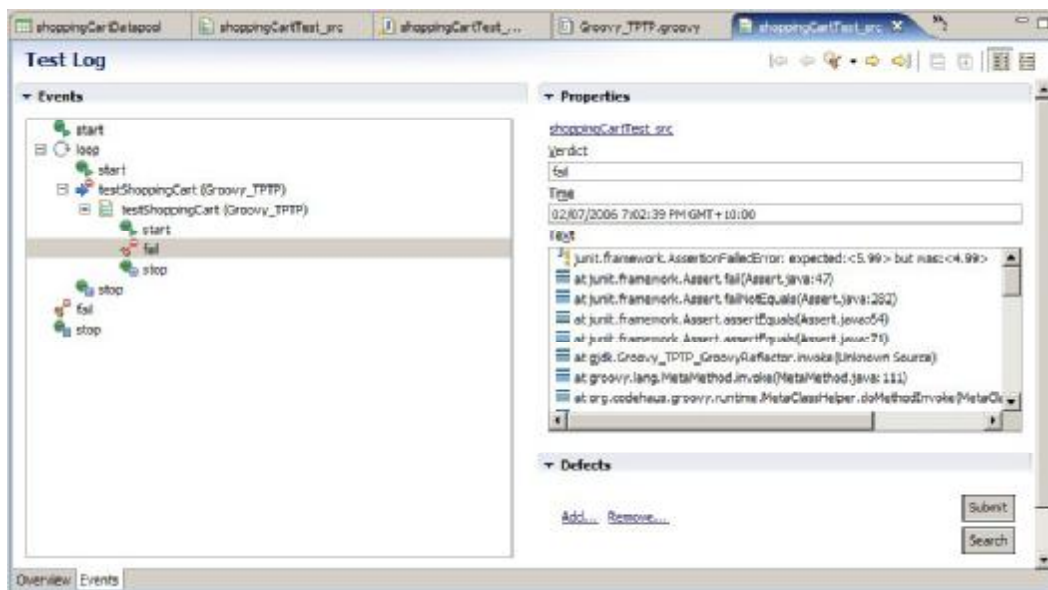 shoppingCartDatapool
shoppingCartTest_src
shoppingCartTest_...
Groovy_TPTP.groovy
shoppingCartTest_src
Test Log
Events
start
loop
start
testShoppingCart (Groovy_TPTP)
testShoppingCart (Groovy_TPTP)
start
fail
stop
stop
fail
stop
Properties
shoppingCartTest_src
Verdict
fail
Time
02/07/2006 7:02:39 PM GMT+10:00
Text
junit.framework.AssertionFailedError: expected:<5.99> but was:<4.99>
at junit.framework.Assert.fail(Assert.java:47)
at junit.framework.Assert.failNotEquals(Assert.java:282)
at junit.framework.Assert.assertEquals(Assert.java:64)
at junit.framework.Assert.assertEquals(Assert.java:71)
at gjdk.Groovy_TPTP_GroovyReflector.invoke(Unknown Source)
at groovy.lang.MetaMethod.invoke(MetaMethod.java:111)
at org.codehaus.groovy.runtime.MetaClassHelper.doMethodInvoke(MetaCla
Defects
Add... Remove...
Submit
Search
Overview Events